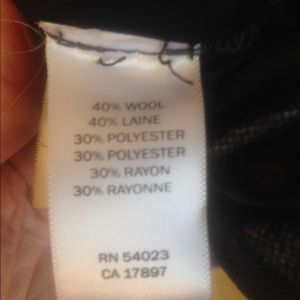 40% WOOL
40% LAINE
30% POLYESTER
30% POLYESTER
30% RAYON
30% RAYONNE
RN 54023
CA 17897